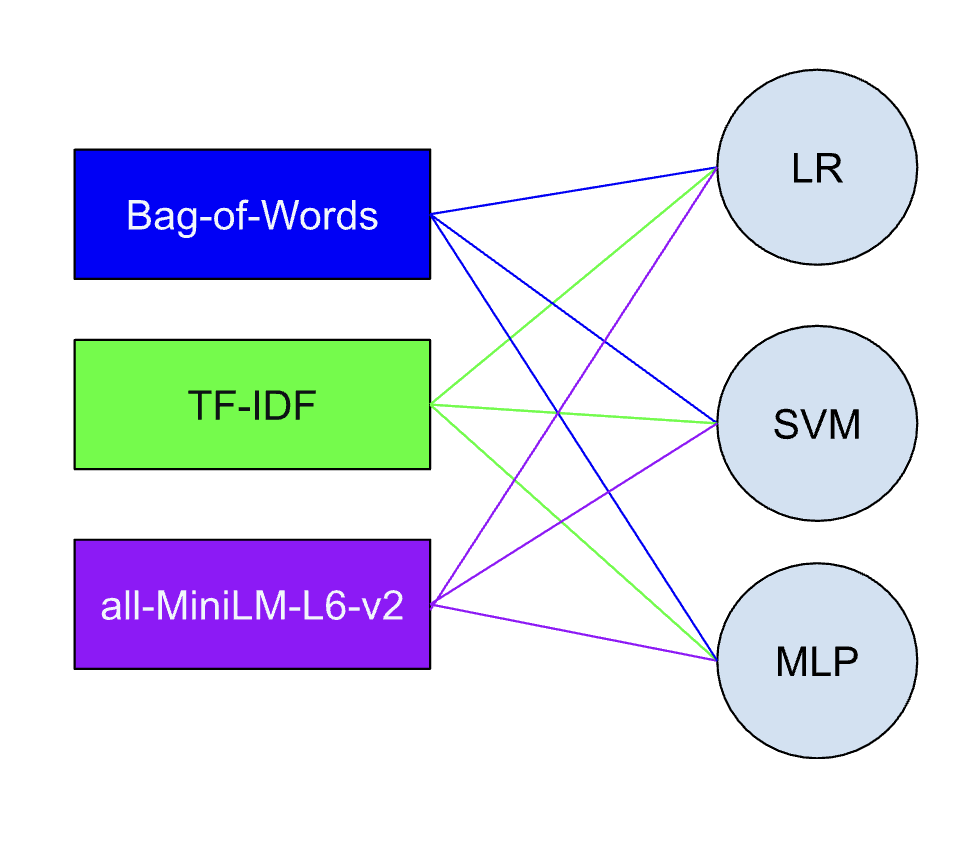 Bag-of-Words
TF-IDF
all-MiniLM-L6-v2
LR
SVM
MLP